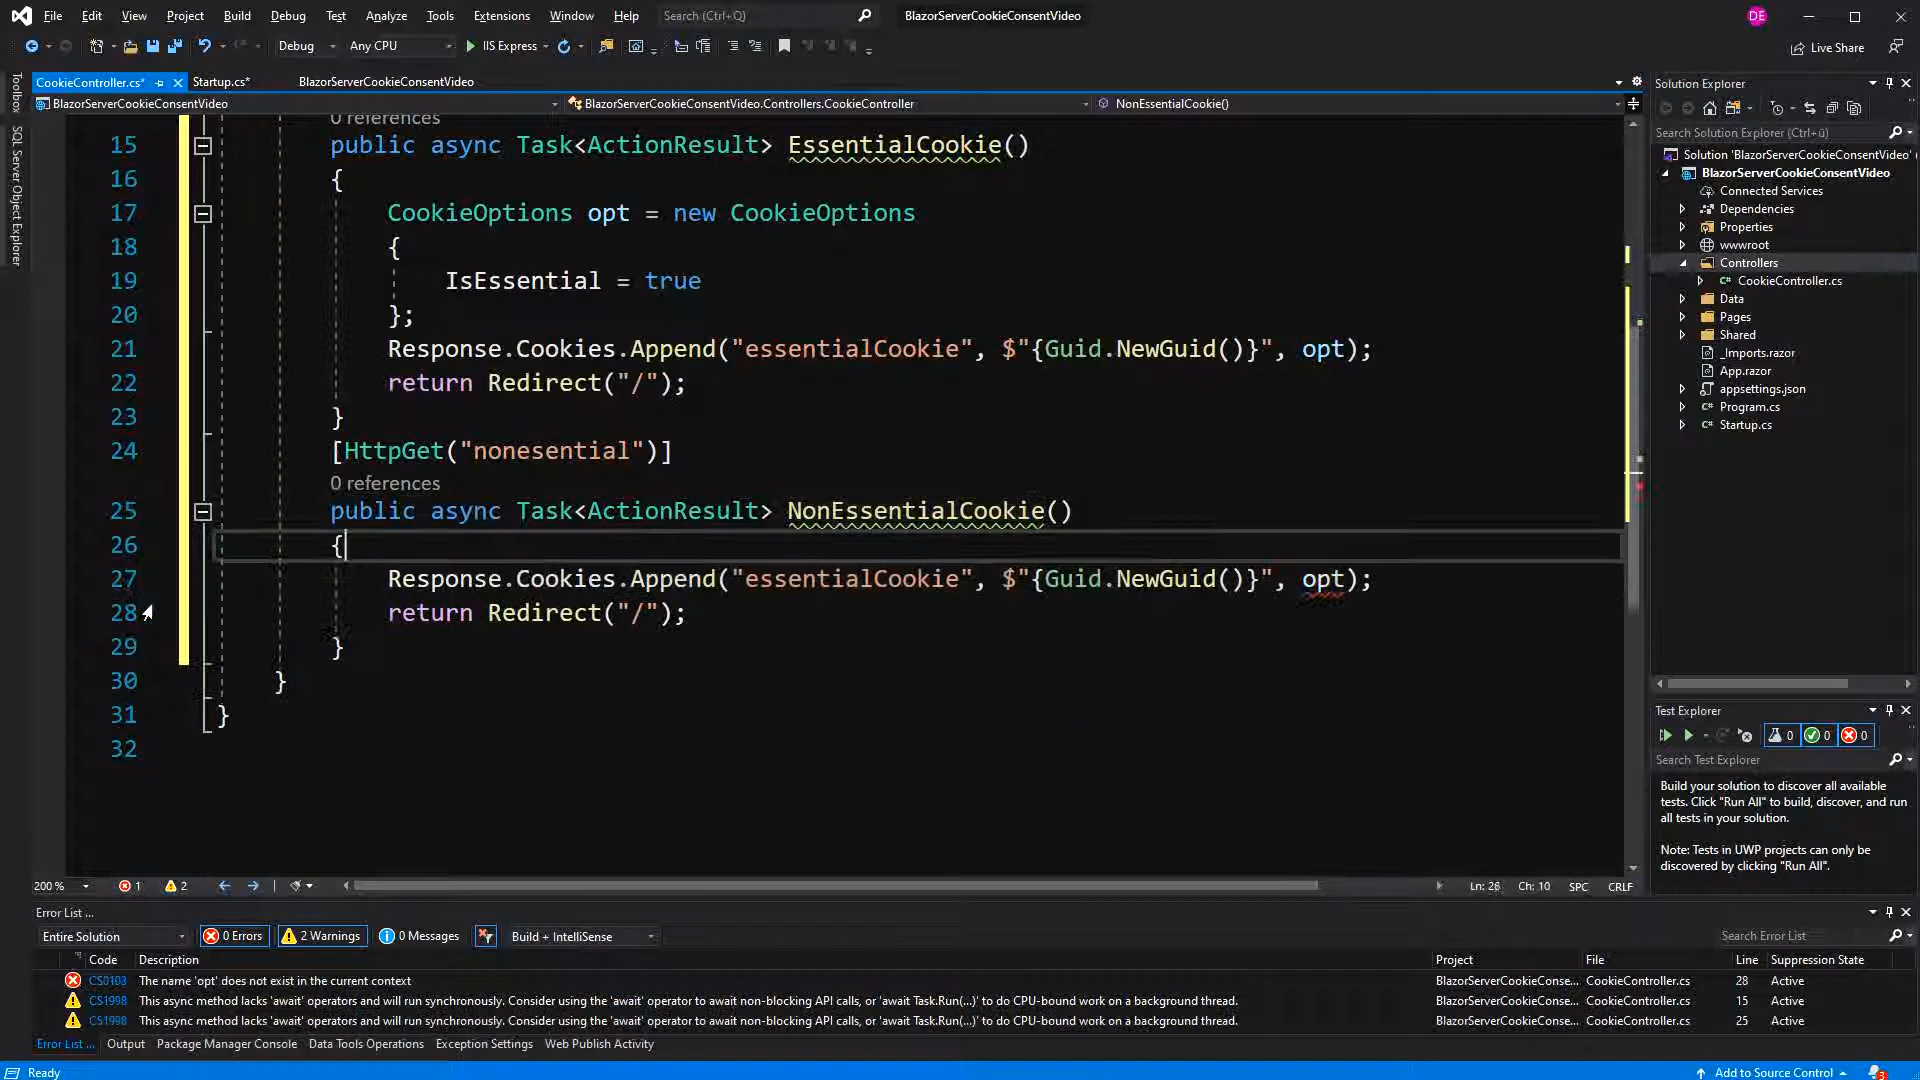 File Edit View Project Build Debug Test Analyze Tools Extensions Window Help Search (Ctrl+Q) BlazorServerCookieConsentVideo DE
Debug Any CPU IIS Express Live Share
CookieController.cs* Startup.cs* BlazorServerCookieConsentVideo
BlazorServerCookieConsentVideo BlazorServerCookieConsentVideo.Controllers.CookieController NonEssentialCookie()
Toolbox
SQL Server Object Explorer
0 references
15 public async Task<ActionResult> EssentialCookie()
16 {
17 CookieOptions opt = new CookieOptions
18 {
19 IsEssential = true
20 };
21 Response.Cookies.Append("essentialCookie", $"{Guid.NewGuid()}", opt);
22 return Redirect("/");
23 }
24 [HttpGet("nonesential")]
0 references
25 public async Task<ActionResult> NonEssentialCookie()
26 {
27 Response.Cookies.Append("essentialCookie", $"{Guid.NewGuid()}", opt);
28 return Redirect("/");
29 }
30 }
31 }
32
200 % 1 2 Ln: 26 Ch: 10 SPC CRLF
Solution Explorer
Search Solution Explorer (Ctrl+ü)
Solution 'BlazorServerCookieConsentVideo'
BlazorServerCookieConsentVideo
Connected Services
Dependencies
Properties
wwwroot
Controllers
CookieController.cs
Data
Pages
Shared
_Imports.razor
App.razor
appsettings.json
Program.cs
Startup.cs
Test Explorer
0 0 0
Search Test Explorer
Build your solution to discover all available
tests. Click "Run All" to build, discover, and run
all tests in your solution.
Note: Tests in UWP projects can only be
discovered by clicking "Run All".
Error List ...
Entire Solution 0 Errors 2 Warnings 0 Messages Build + IntelliSense Search Error List
Code Description Project File Line Suppression State
CS0103 The name 'opt' does not exist in the current context BlazorServerCookieConse... CookieController.cs 28 Active
CS1998 This async method lacks 'await' operators and will run synchronously. Consider using the 'await' operator to await non-blocking API calls, or 'await Task.Run(...)' to do CPU-bound work on a background thread. BlazorServerCookieConse... CookieController.cs 15 Active
CS1998 This async method lacks 'await' operators and will run synchronously. Consider using the 'await' operator to await non-blocking API calls, or 'await Task.Run(...)' to do CPU-bound work on a background thread. BlazorServerCookieConse... CookieController.cs 25 Active
Error List ... Output Package Manager Console Data Tools Operations Exception Settings Web Publish Activity
Ready Add to Source Control 3